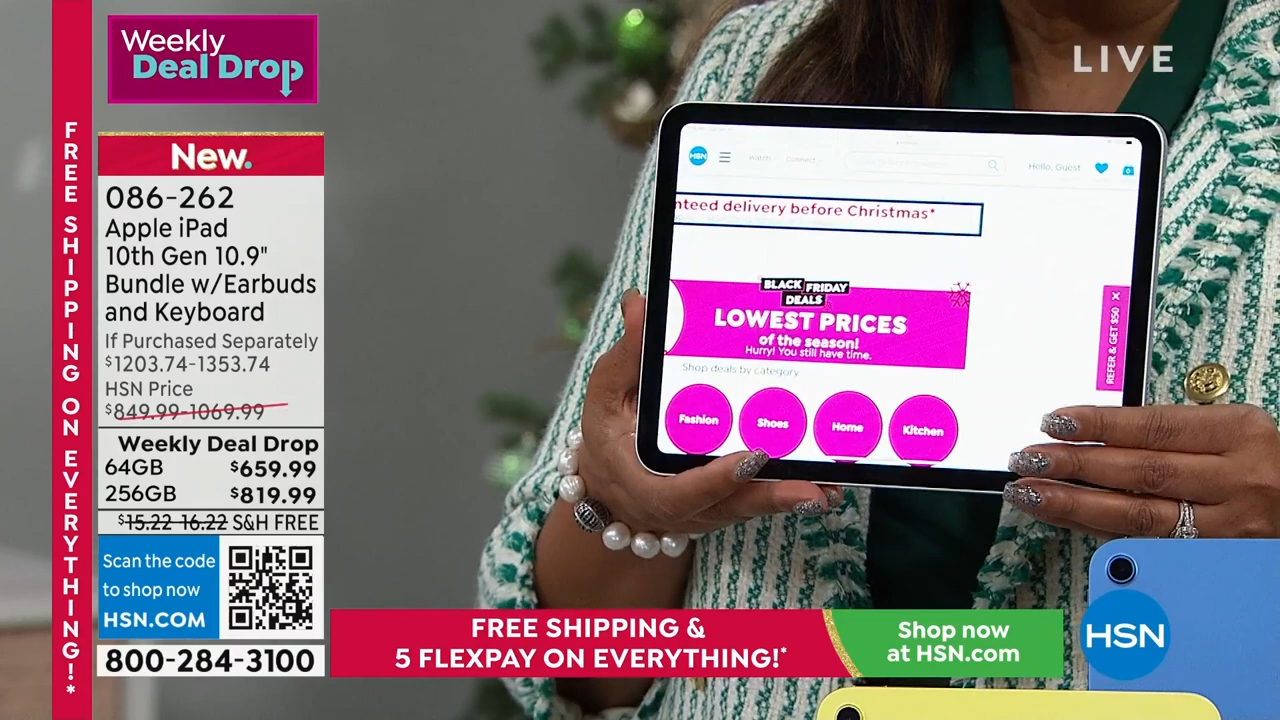 Weekly
Deal Drop
FREE SHIPPING ON EVERYTHING!*
New.
086-262
Apple iPad
10th Gen 10.9"
Bundle w/Earbuds
and Keyboard
If Purchased Separately
$1203.74-1353.74
HSN Price
$849.99-1069.99
Weekly Deal Drop
64GB $659.99
256GB $819.99
$15.22-16.22 S&H FREE
Scan the code
to shop now
HSN.COM
800-284-3100
LIVE
HSN Watch Connect Hello, Guest 0
nteed delivery before Christmas*
BLACK FRIDAY
DEALS
LOWEST PRICES
of the season!
Hurry! You still have time.
REFER & GET $50 X
Shop deals by category
Fashion Shoes Home Kitchen
FREE SHIPPING &
5 FLEXPAY ON EVERYTHING!*
Shop now
at HSN.com
HSN